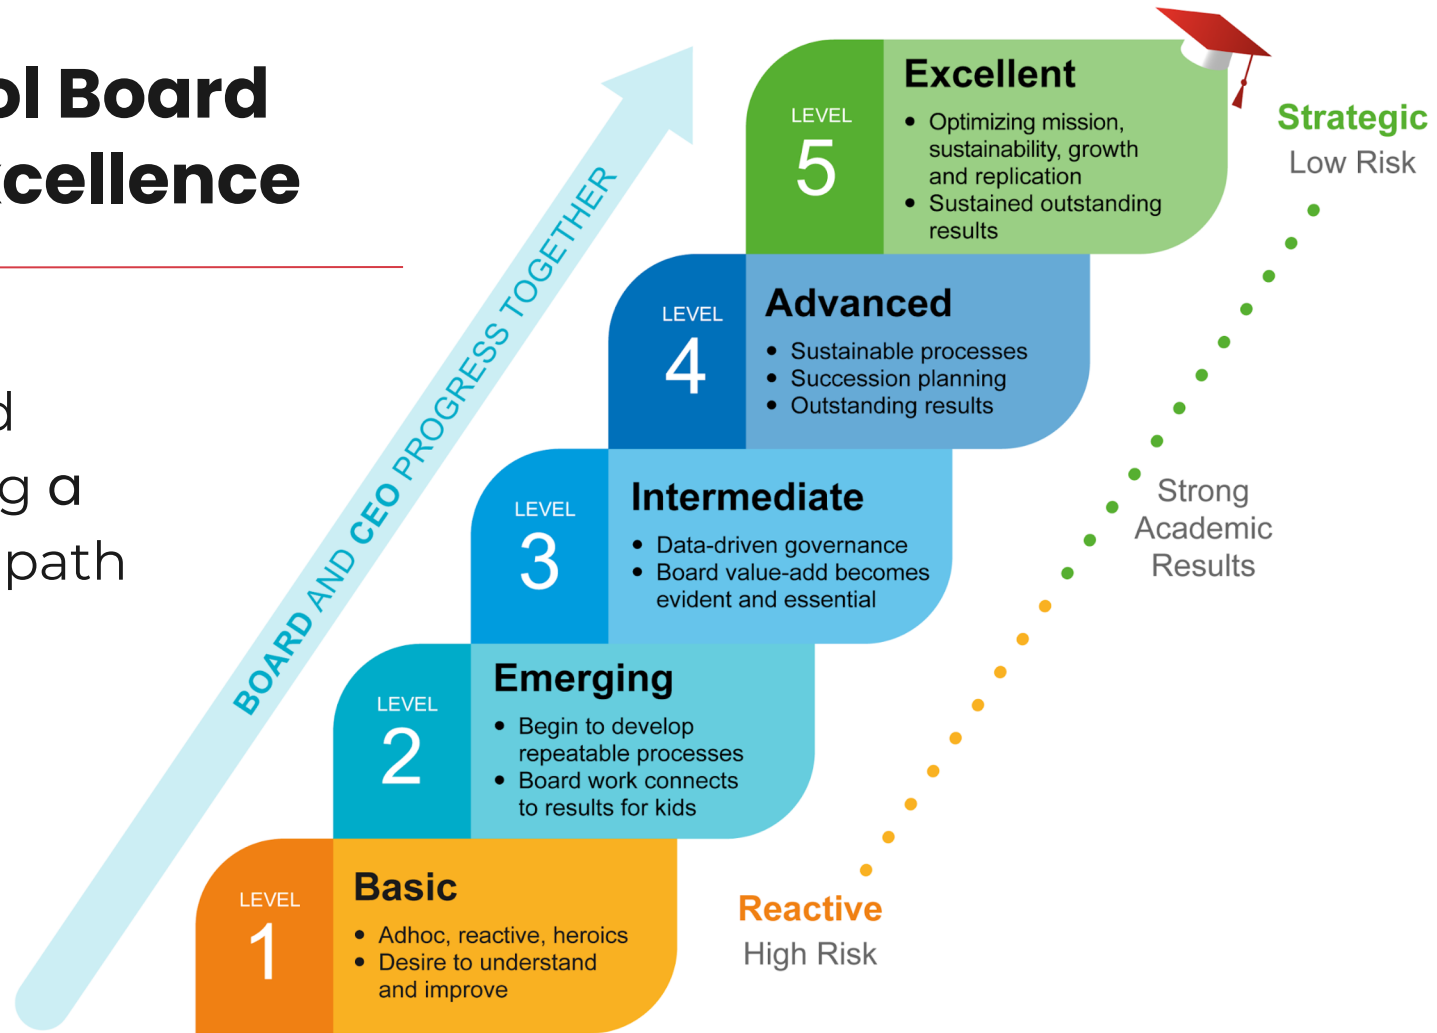 ol Board
xcellence
d
g a
path
BOARD AND CEO PROGRESS TOGETHER
LEVEL
5
Excellent
• Optimizing mission,
sustainability, growth
and replication
• Sustained outstanding
results
Strategic
Low Risk
LEVEL
4
Advanced
• Sustainable processes
• Succession planning
• Outstanding results
LEVEL
3
Intermediate
• Data-driven governance
• Board value-add becomes
evident and essential
Strong
Academic
Results
LEVEL
2
Emerging
• Begin to develop
repeatable processes
• Board work connects
to results for kids
LEVEL
1
Basic
• Adhoc, reactive, heroics
• Desire to understand
and improve
Reactive
High Risk